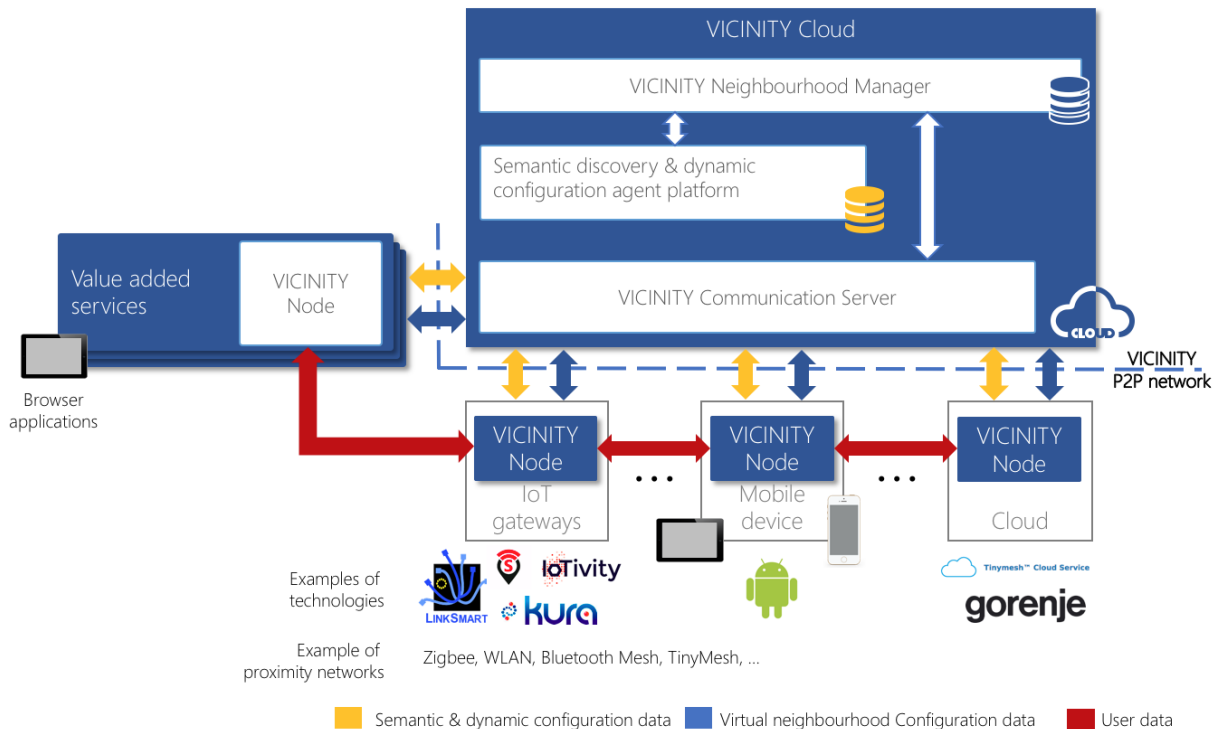 VICINITY Cloud
VICINITY Neighbourhood Manager
Semantic discovery & dynamic
configuration agent platform
Value added
services
VICINITY
Node
VICINITY Communication Server
CLOUD
VICINITY
P2P network
Browser
applications
VICINITY
Node
IoT
gateways
...
VICINITY
Node
Mobile
device
...
VICINITY
Node
Cloud
Examples of
technologies
LINKSMART
S
IoTivity
kura
Tinymesh™ Cloud Service
gorenje
Example of
proximity networks
Zigbee, WLAN, Bluetooth Mesh, TinyMesh, ...
Semantic & dynamic configuration data
Virtual neighbourhood Configuration data
User data